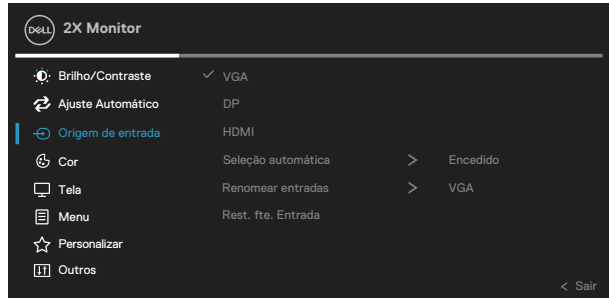 DELL 2X Monitor
Brilho/Contraste VGA
Ajuste Automático DP
Origem de entrada HDMI
Cor Seleção automática > Encedido
Tela Renomear entradas > VGA
Menu Rest. fte. Entrada
Personalizar
Outros
< Sair